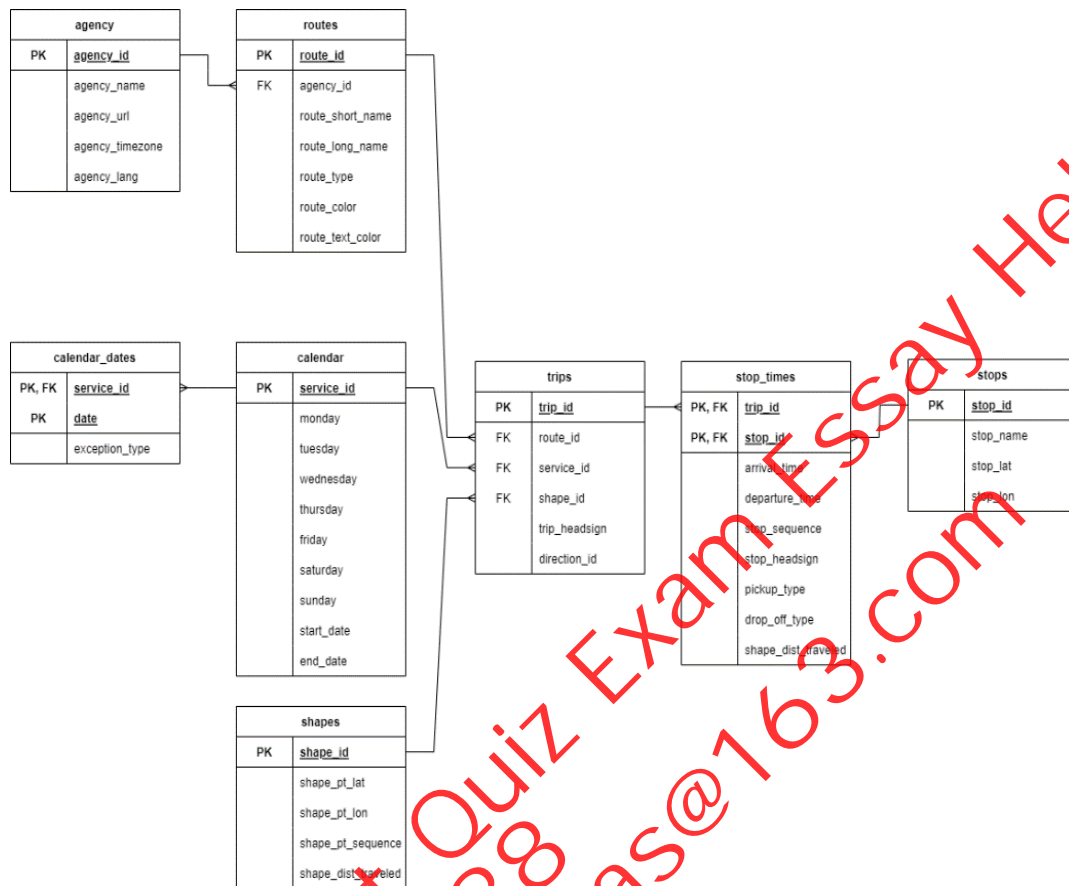 agency
PK agency_id
agency_name
agency_url
agency_timezone
agency_lang
routes
PK route_id
FK agency_id
route_short_name
route_long_name
route_type
route_color
route_text_color
calendar_dates
PK, FK service_id
PK date
exception_type
calendar
PK service_id
monday
tuesday
wednesday
thursday
friday
saturday
sunday
start_date
end_date
shapes
PK shape_id
shape_pt_lat
shape_pt_lon
shape_pt_sequence
shape_dist_traveled
trips
PK trip_id
FK route_id
FK service_id
FK shape_id
trip_headsign
direction_id
stop_times
PK, FK trip_id
PK, FK stop_id
arrival_time
departure_time
stop_sequence
stop_headsign
pickup_type
drop_off_type
shape_dist_traveled
stops
PK stop_id
stop_name
stop_lat
stop_lon
Quiz Exam Essay
@163.com